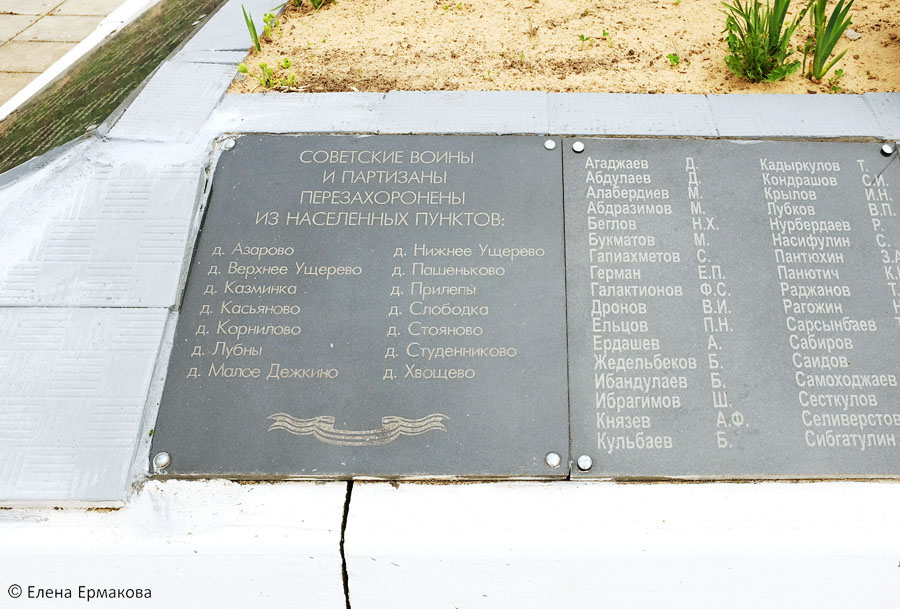 СОВЕТСКИЕ ВОИНЫ
И ПАРТИЗАНЫ
ПЕРЕЗАХОРОНЕНЫ
ИЗ НАСЕЛЕННЫХ ПУНКТОВ:
д. Азарово
д. Верхнее Ущерево
д. Казминка
д. Касьяново
д. Корнилово
д. Лубны
д. Малое Дежкино
д. Нижнее Ущерево
д. Пашеньково
д. Прилепы
д. Слободка
д. Стояново
д. Студенниково
д. Хвощево
Агаджаев Д.
Абдулаев Д.
Алабердиев М.
Абдразимов М.
Беглов Н.Х.
Букматов М.
Галиахметов С.
Герман Е.П.
Галактионов Ф.С.
Дронов В.И.
Ельцов П.Н.
Ердашев А.
Жедельбеков Б.
Ибандулаев Б.
Ибрагимов Ш.
Князев А.Ф.
Кульбаев Б.
Кадыркулов Т.
Кондрашов С.И.
Крылов И.Н.
Лубков В.П.
Нурбердаев Р.
Насифулин С.
Пантюхин З.А
Панютич К.
Раджанов Т.
Рагожин Н
Сарсынбаев
Сабиров
Саидов
Самоходжаев
Сесткулов
Селиверстов
Сибгатулин
© Елена Ермакова